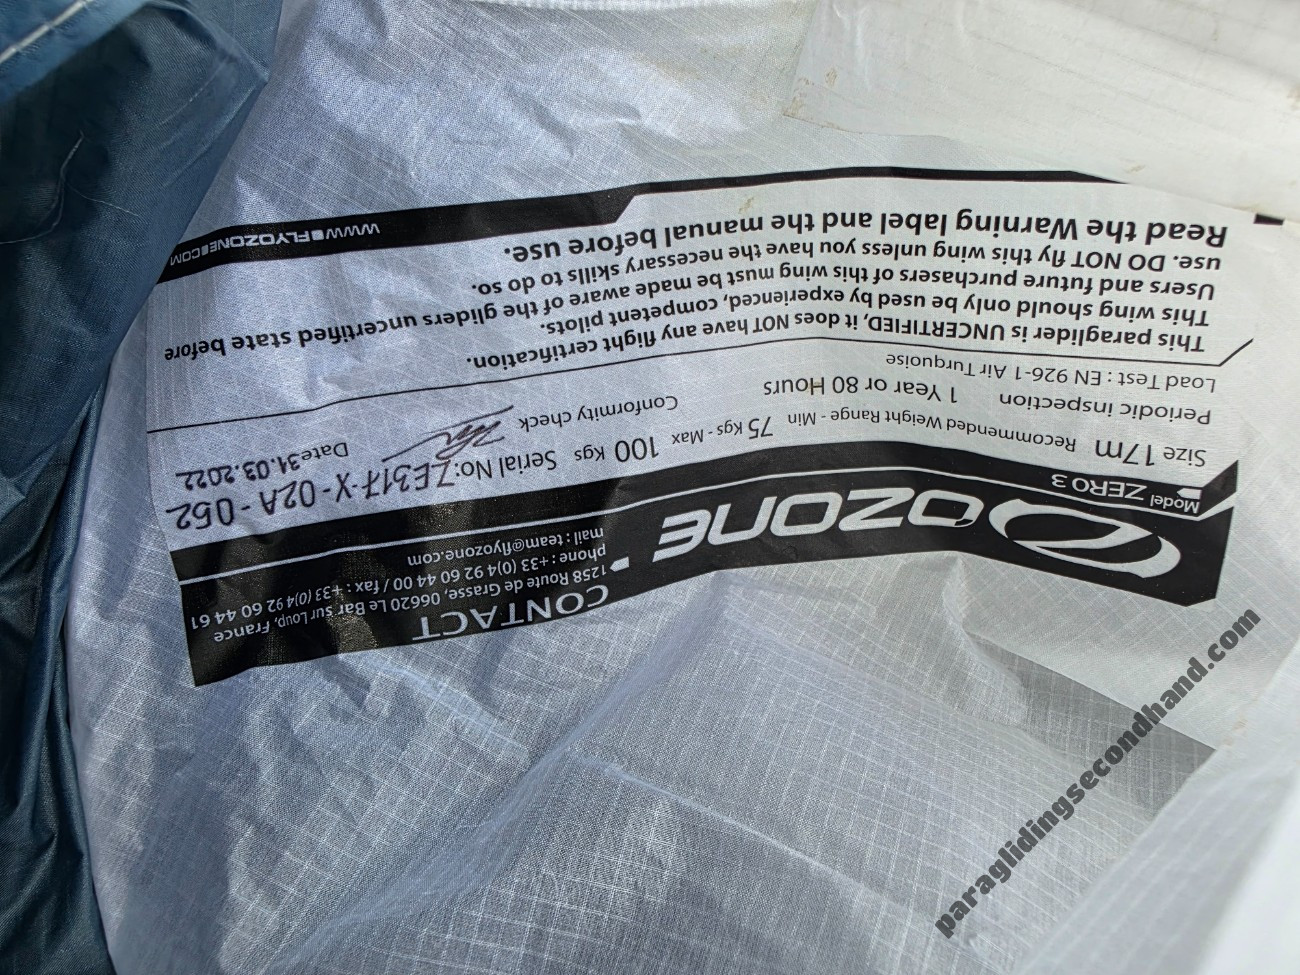 OZONE
CONTACT
1258 Route de Grasse, 06620 Le Bar sur Loup, France
phone : +33 (0)4 92 60 44 00 / fax : +33 (0)4 92 60 44 61
mail : team@flyozone.com
Model ZERO 3
Size 17m Recommended Weight Range - Min 75 Kgs - Max 100 Kgs Serial No: ZE317-X-02A-052
Periodic inspection 1 Year or 80 Hours Conformity check Date 31.03.2022
Load Test : EN 926-1 Air Turquoise
This paraglider is UNCERTIFIED, it does NOT have any flight certification.
This wing should only be used by experienced, competent pilots.
Users and future purchasers of this wing must be made aware of the gliders uncertified state before
use. DO NOT fly this wing unless you have the necessary skills to do so.
Read the Warning label and the manual before use.
WWW.FLYOZONE.COM
paraglidingsecondhand.com